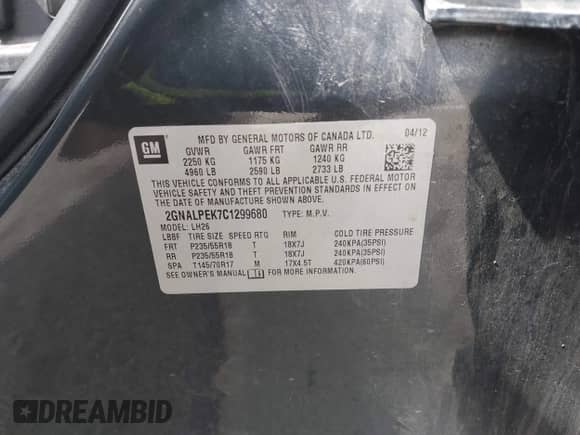 GM
MFD BY GENERAL MOTORS OF CANADA LTD. 04/12
GVWR GAWR FRT GAWR RR
2250 KG 1175 KG 1240 KG
4960 LB 2590 LB 2733 LB
THIS VEHICLE CONFORMS TO ALL APPLICABLE U.S. FEDERAL MOTOR
VEHICLE SAFETY AND THEFT PREVENTION STANDARDS IN EFFECT ON
THE DATE OF MANUFACTURE SHOWN ABOVE.
2GNALPEK7C1299680 TYPE: M.P.V.
MODEL: LH26
LBBF TIRE SIZE SPEED RTG RIM COLD TIRE PRESSURE
FRT P235/55R18 T 18X7J 240KPA(35PSI)
RR P235/55R18 T 18X7J 240KPA(35PSI)
SPA T145/70R17 M 17X4.5T 420KPA(60PSI)
SEE OWNER'S MANUAL
DREAMBID